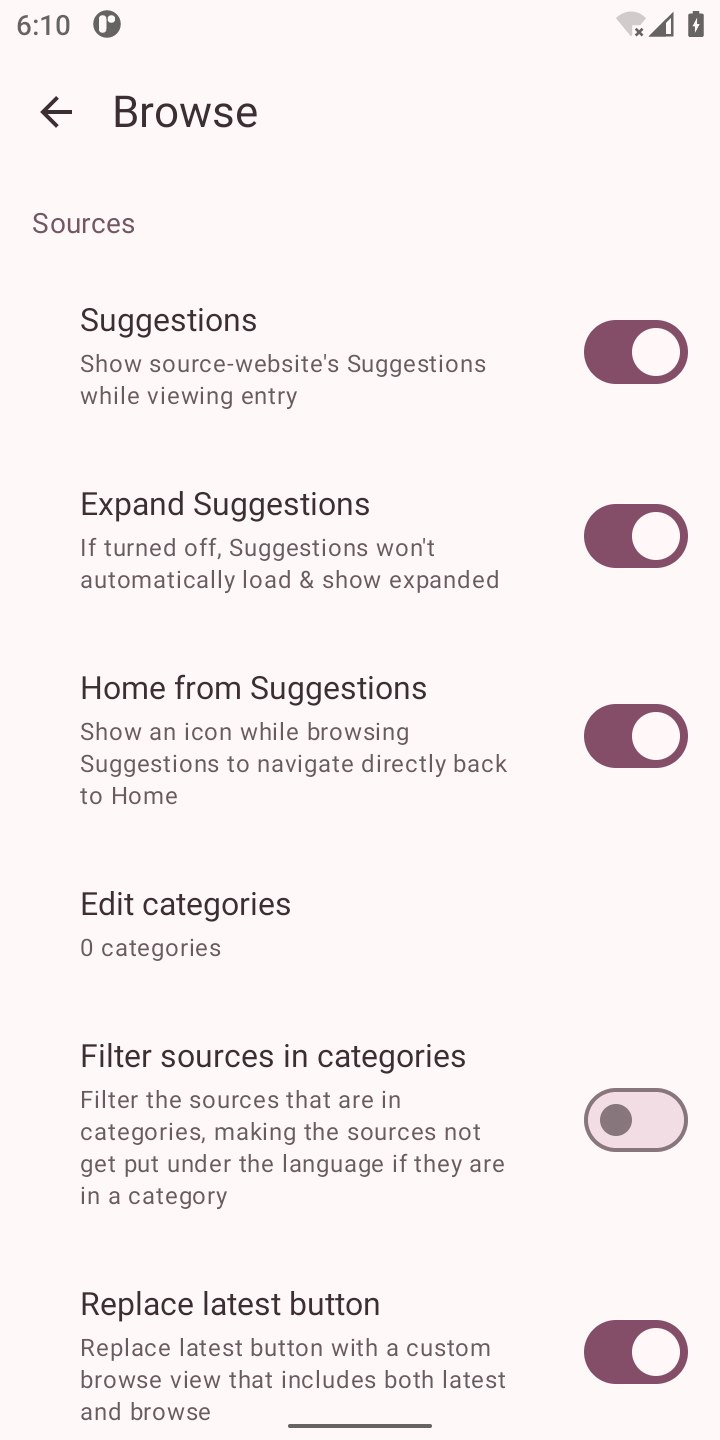 6:10
Browse
Sources
Suggestions
Show source-website's Suggestions
while viewing entry
Expand Suggestions
If turned off, Suggestions won't
automatically load & show expanded
Home from Suggestions
Show an icon while browsing
Suggestions to navigate directly back
to Home
Edit categories
0 categories
Filter sources in categories
Filter the sources that are in
categories, making the sources not
get put under the language if they are
in a category
Replace latest button
Replace latest button with a custom
browse view that includes both latest
and browse